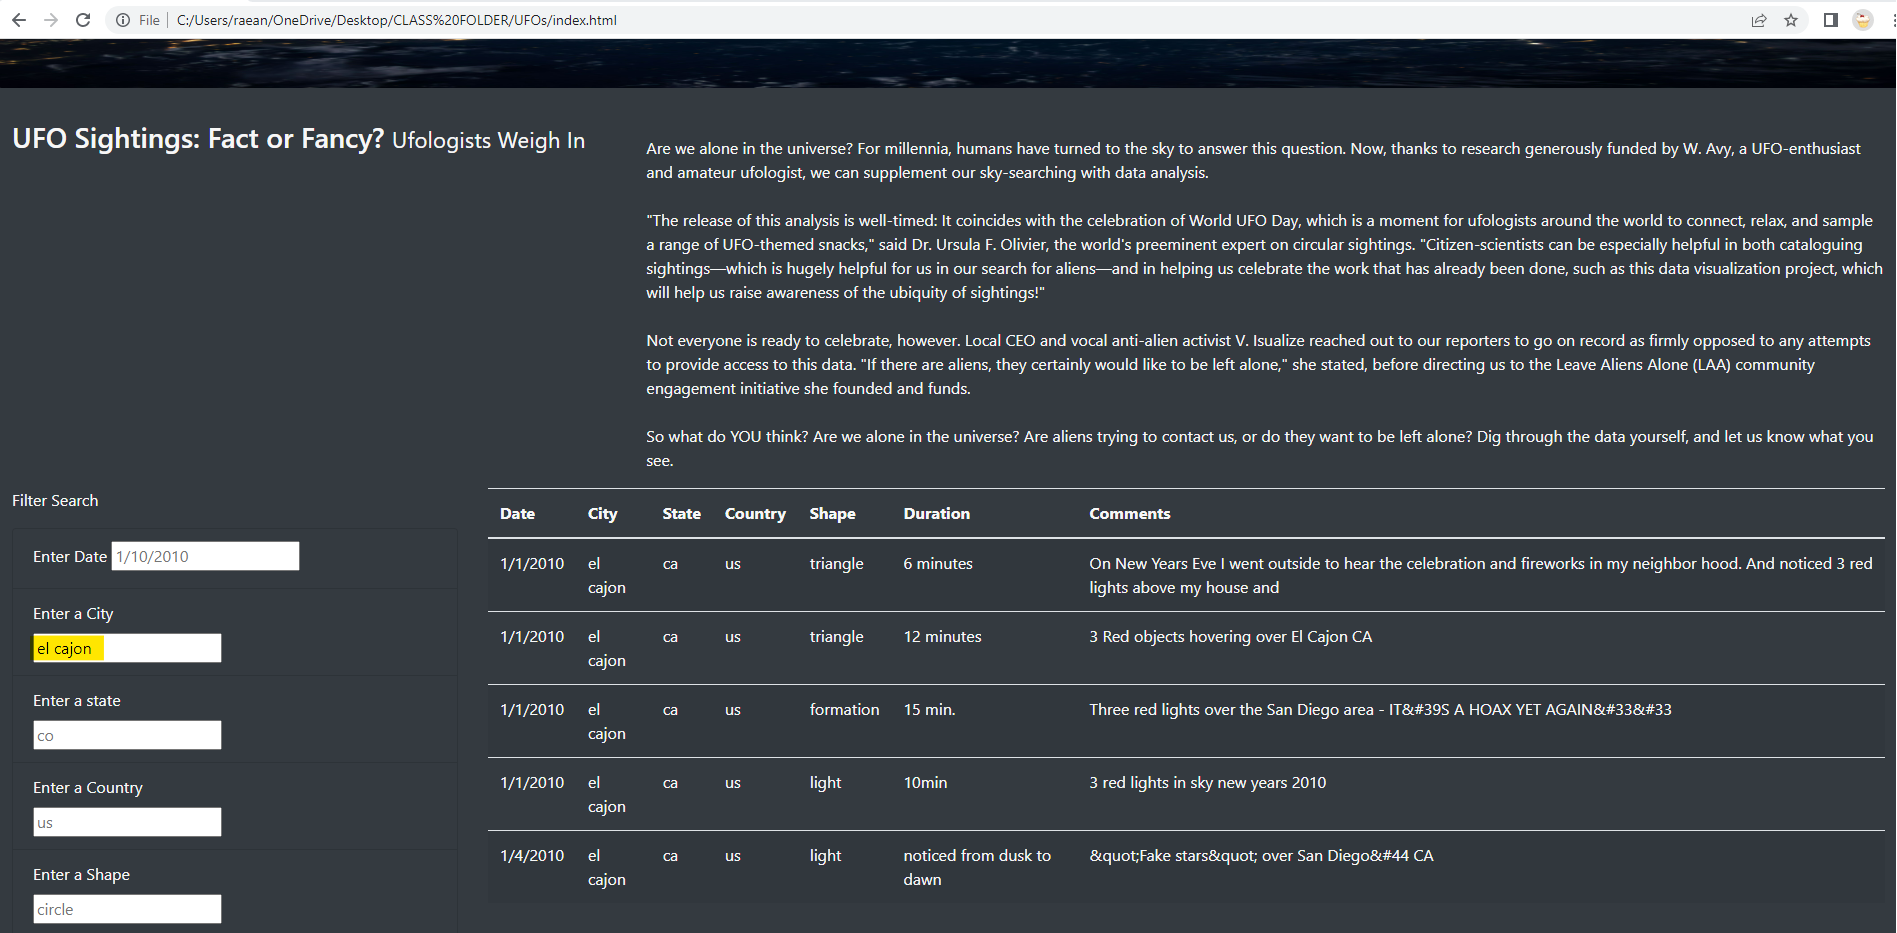 File | C:/Users/raean/OneDrive/Desktop/CLASS%20FOLDER/UFOs/index.html
UFO Sightings: Fact or Fancy? Ufologists Weigh In
Are we alone in the universe? For millennia, humans have turned to the sky to answer this question. Now, thanks to research generously funded by W. Avy, a UFO-enthusiast
and amateur ufologist, we can supplement our sky-searching with data analysis.
"The release of this analysis is well-timed: It coincides with the celebration of World UFO Day, which is a moment for ufologists around the world to connect, relax, and sample
a range of UFO-themed snacks," said Dr. Ursula F. Olivier, the world's preeminent expert on circular sightings. "Citizen-scientists can be especially helpful in both cataloguing
sightings—which is hugely helpful for us in our search for aliens—and in helping us celebrate the work that has already been done, such as this data visualization project, which
will help us raise awareness of the ubiquity of sightings!"
Not everyone is ready to celebrate, however. Local CEO and vocal anti-alien activist V. Isualize reached out to our reporters to go on record as firmly opposed to any attempts
to provide access to this data. "If there are aliens, they certainly would like to be left alone," she stated, before directing us to the Leave Aliens Alone (LAA) community
engagement initiative she founded and funds.
So what do YOU think? Are we alone in the universe? Are aliens trying to contact us, or do they want to be left alone? Dig through the data yourself, and let us know what you
see.
Filter Search
Enter Date 1/10/2010
Enter a City
el cajon
Enter a state
co
Enter a Country
us
Enter a Shape
circle
Date City State Country Shape Duration Comments
1/1/2010 el ca us triangle 6 minutes On New Years Eve I went outside to hear the celebration and fireworks in my neighbor hood. And noticed 3 red
cajon lights above my house and
1/1/2010 el ca us triangle 12 minutes 3 Red objects hovering over El Cajon CA
cajon
1/1/2010 el ca us formation 15 min. Three red lights over the San Diego area - IT&#39S A HOAX YET AGAIN&#33&#33
cajon
1/1/2010 el ca us light 10min 3 red lights in sky new years 2010
cajon
1/4/2010 el ca us light noticed from dusk to &quot;Fake stars&quot; over San Diego&#44 CA
cajon dawn